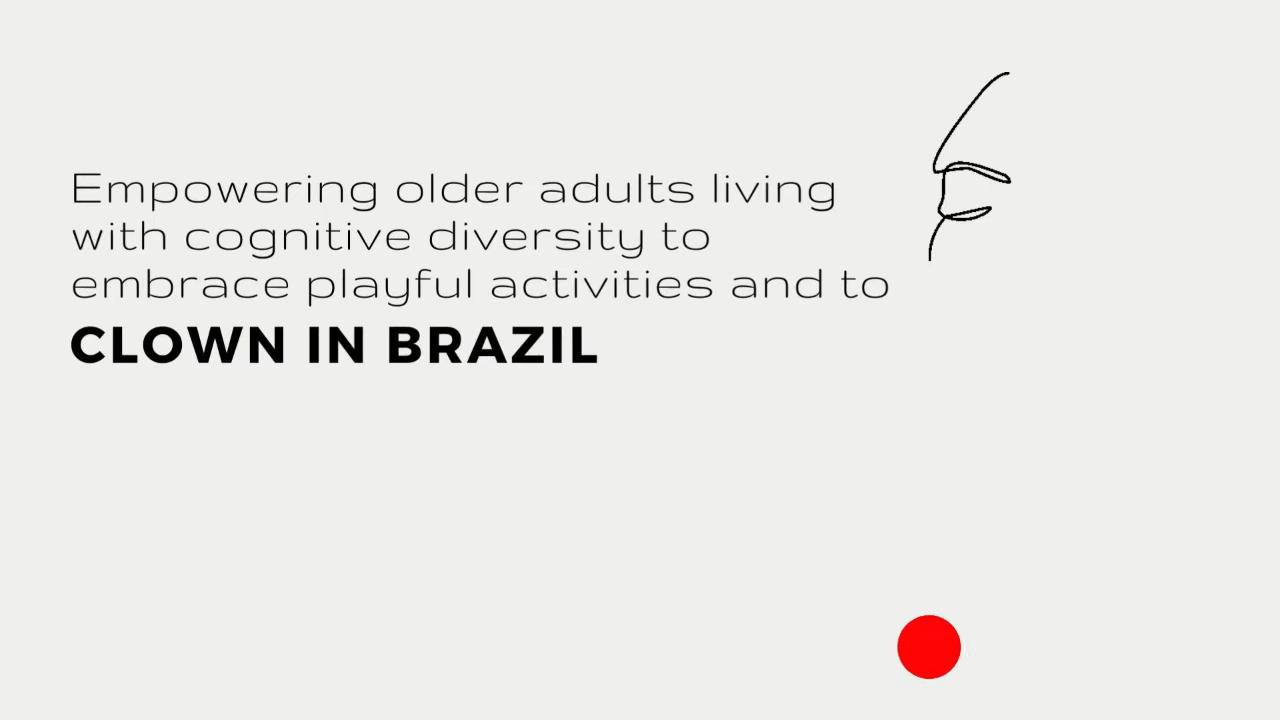 Empowering older adults living
with cognitive diversity to
embrace playful activities and to
CLOWN IN BRAZIL